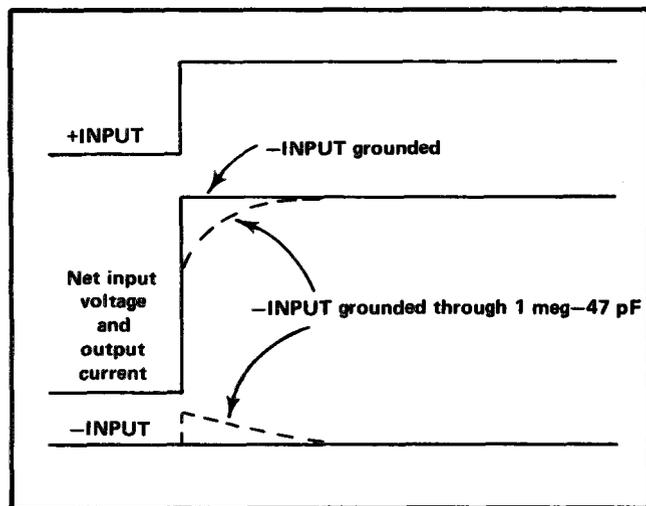 +INPUT
−INPUT grounded
Net input
voltage
and
output
current
−INPUT grounded through 1 meg−47 pF
−INPUT